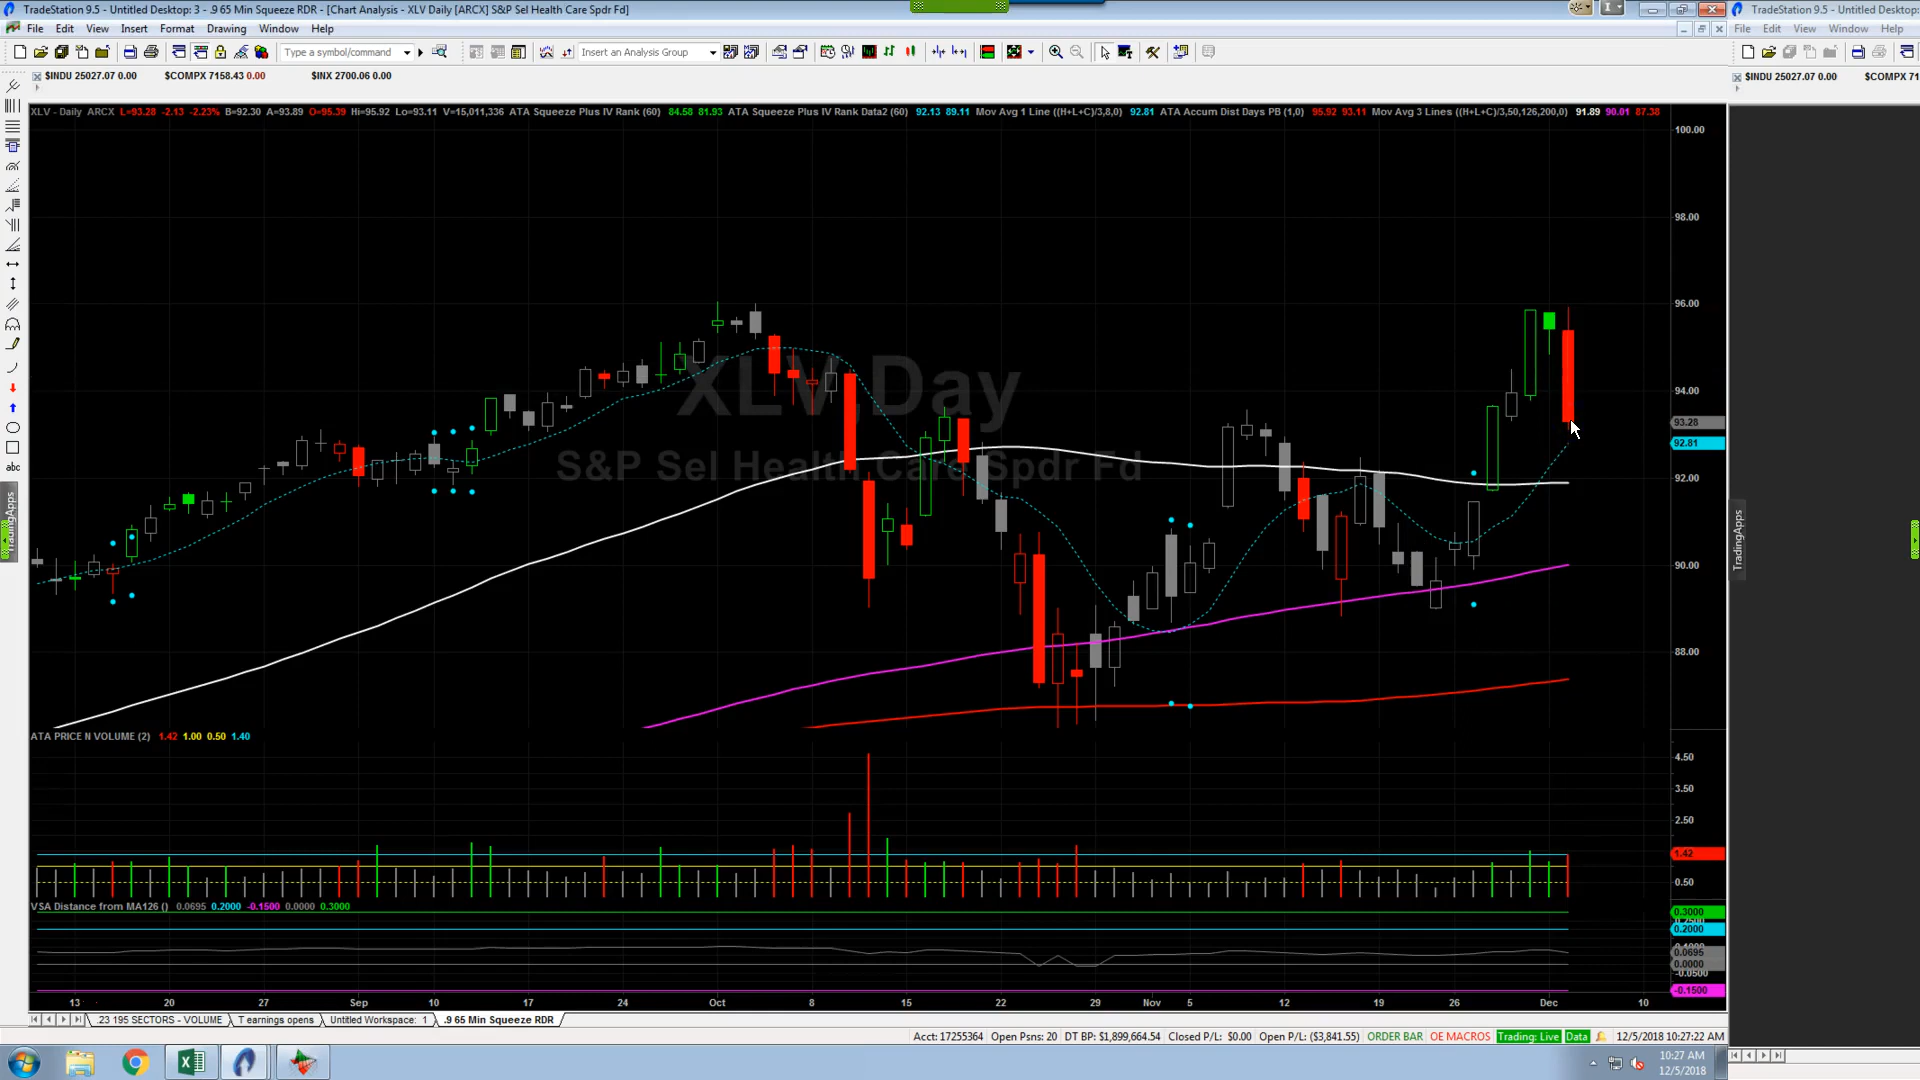 TradeStation 9.5 - Untitled Desktop: 3 - .9 65 Min Squeeze RDR - [Chart Analysis - XLV Daily [ARCX] S&P Sel Health Care Spdr Fd]
TradeStation 9.5 - Untitled Desktop:
File Edit View Insert Format Drawing Window Help
File Edit View Window Help
Type a symbol/command
Insert an Analysis Group
abc
$INDU 25027.07 0.00 $COMPX 7158.43 0.00 $INX 2700.06 0.00
$INDU 25027.07 0.00 $COMPX 71
XLV - Daily ARCX L=93.28 -2.13 -2.23% B=92.30 A=93.89 O=95.39 Hi=95.92 Lo=93.11 V=15,011,336 ATA Squeeze Plus IV Rank (60) 84.58 81.93 ATA Squeeze Plus IV Rank Data2 (60) 92.13 89.11 Mov Avg 1 Line ((H+L+C)/3,8,0) 92.81 ATA Accum Dist Days PB (1,0) 95.92 93.11 Mov Avg 3 Lines ((H+L+C)/3,50,126,200,0) 91.89 90.01 87.38
100.00
98.00
96.00
94.00
93.28
92.81
92.00
90.00
88.00
XLV,Day
S&P Sel Health Care Spdr Fd
TradingApps
TradingApps
ATA PRICE N VOLUME (2) 1.42 1.00 0.50 1.40
4.50
3.50
2.50
1.42
0.50
VSA Distance from MA126 () 0.0695 0.2000 -0.1500 0.0000 0.3000
0.3000
0.2000
0.0695
0.0000
-0.0500
-0.1500
13 20 27 Sep 10 17 24 Oct 8 15 22 29 Nov 5 12 19 26 Dec 10
.23 195 SECTORS - VOLUME T earnings opens Untitled Workspace: 1 .9 65 Min Squeeze RDR
Acct: 17255364 Open Psns: 20 DT BP: $1,899,664.54 Closed P/L: $0.00 Open P/L: ($3,841.55) ORDER BAR OE MACROS Trading: Live Data 12/5/2018 10:27:22 AM
10:27 AM
12/5/2018